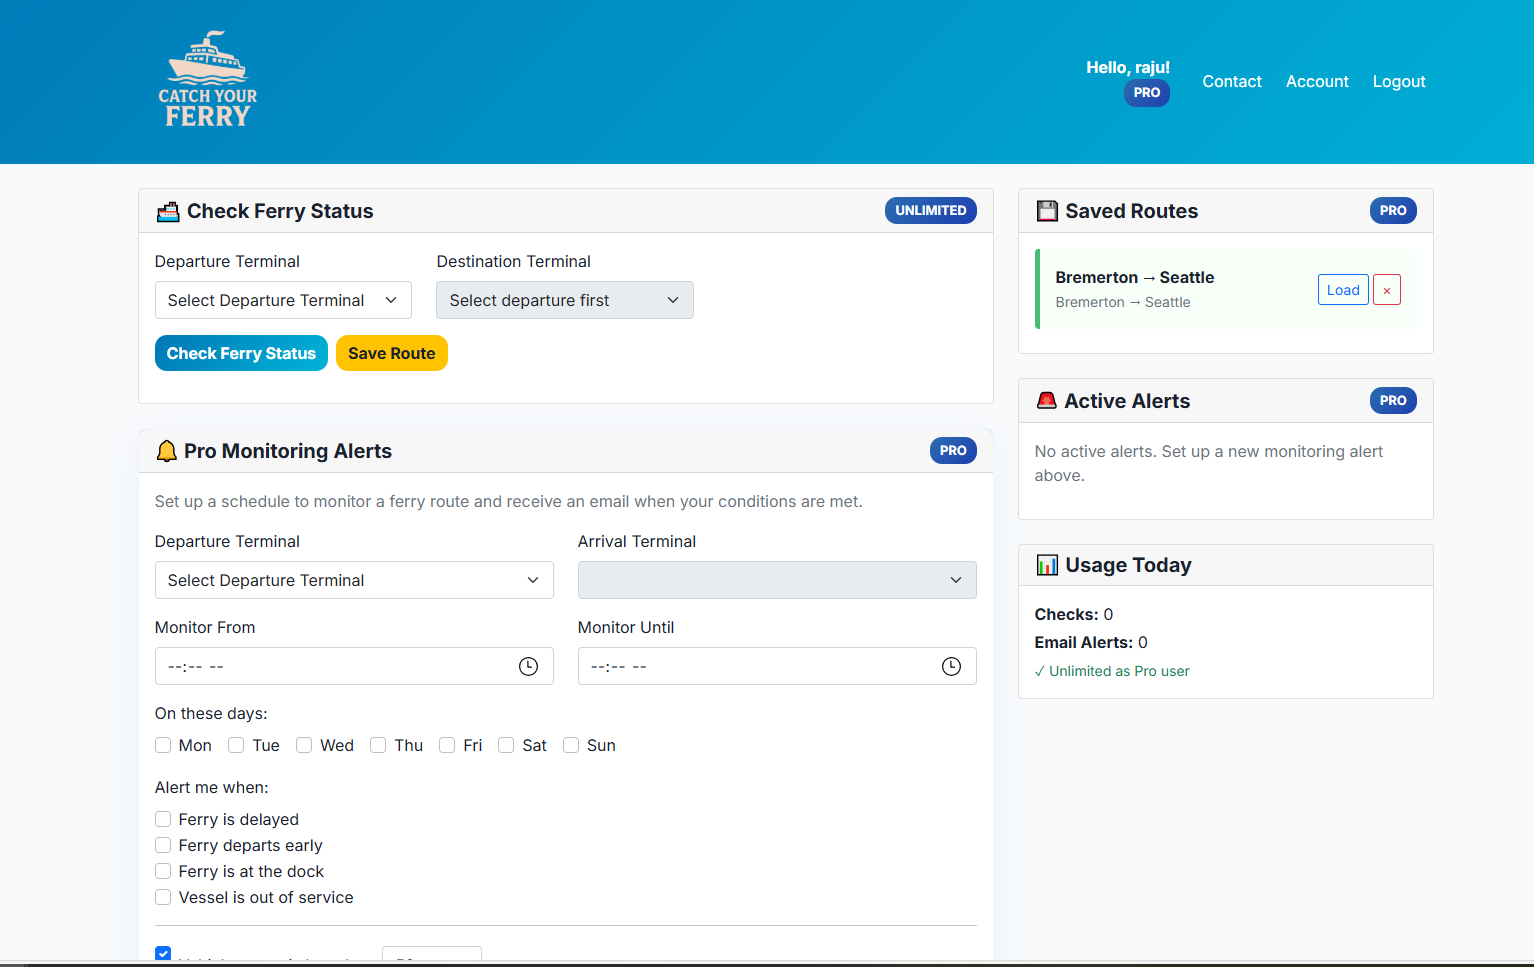 CATCH YOUR
FERRY
Hello, raju!
PRO
Contact
Account
Logout
Check Ferry Status
UNLIMITED
Departure Terminal
Destination Terminal
Select Departure Terminal
Select departure first
Check Ferry Status
Save Route
Pro Monitoring Alerts
PRO
Set up a schedule to monitor a ferry route and receive an email when your conditions are met.
Departure Terminal
Arrival Terminal
Select Departure Terminal
Monitor From
Monitor Until
--:-- --
--:-- --
On these days:
Mon Tue Wed Thu Fri Sat Sun
Alert me when:
Ferry is delayed
Ferry departs early
Ferry is at the dock
Vessel is out of service
Saved Routes
PRO
Bremerton → Seattle
Bremerton → Seattle
Load
×
Active Alerts
PRO
No active alerts. Set up a new monitoring alert
above.
Usage Today
Checks: 0
Email Alerts: 0
✓ Unlimited as Pro user